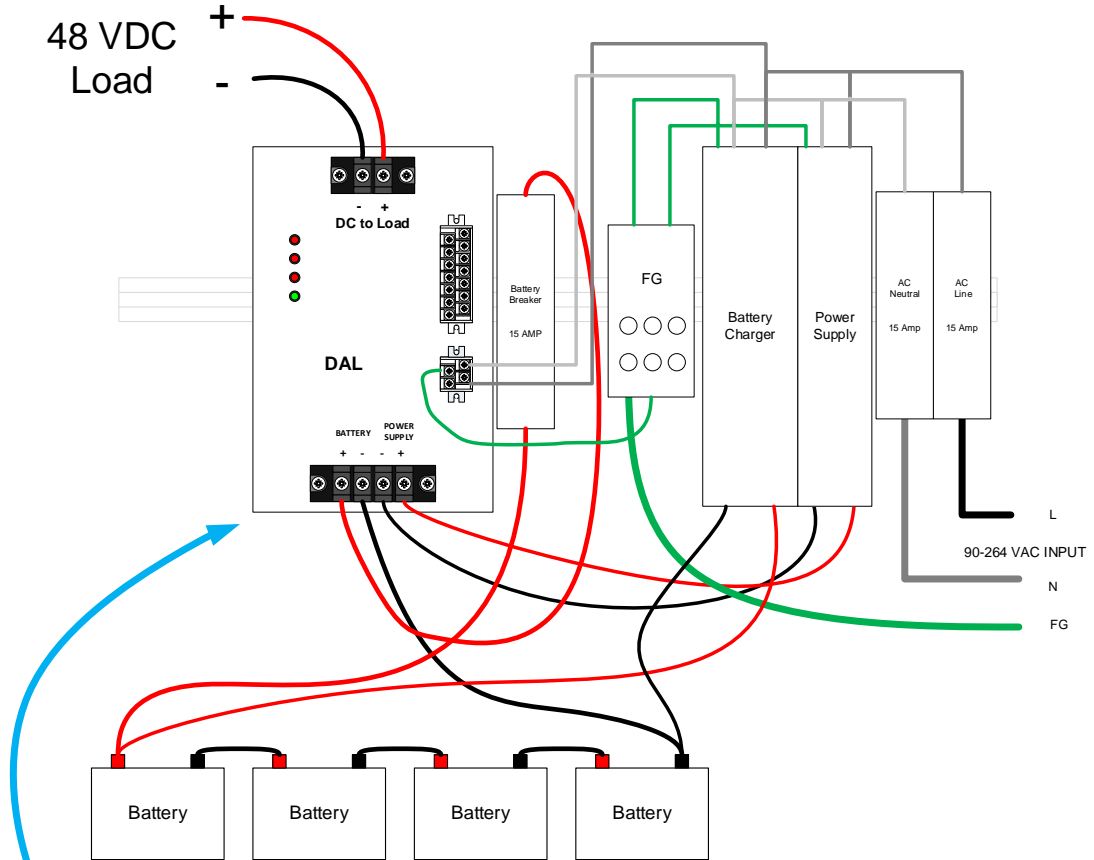 48 VDC
Load
+
-
- +
DC to Load
DAL
BATTERY
POWER
SUPPLY
+ - - +
Battery
Breaker
15 AMP
FG
Battery
Charger
Power
Supply
AC
Neutral
15 Amp
AC
Line
15 Amp
L
90-264 VAC INPUT
N
FG
Battery
Battery
Battery
Battery